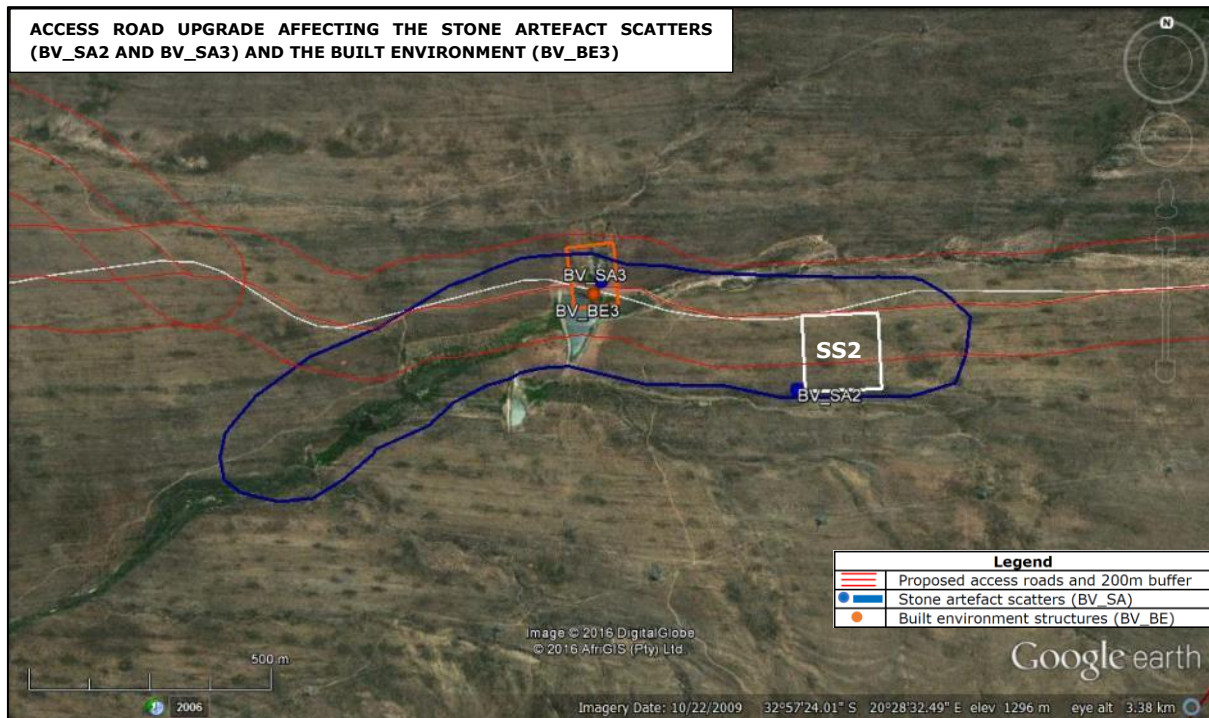 ACCESS ROAD UPGRADE AFFECTING THE STONE ARTEFACT SCATTERS
(BV_SA2 AND BV_SA3) AND THE BUILT ENVIRONMENT (BV_BE3)
N
BV_SA3
BV_BE3
SS2
BV_SA2
Legend
Proposed access roads and 200m buffer
Stone artefact scatters (BV_SA)
Built environment structures (BV_BE)
Image © 2016 DigitalGlobe
© 2016 AfriGIS (Pty) Ltd.
Google earth
500 m
2006
Imagery Date: 10/22/2009 32°57'24.01" S 20°28'32.49" E elev 1296 m eye alt 3.38 km